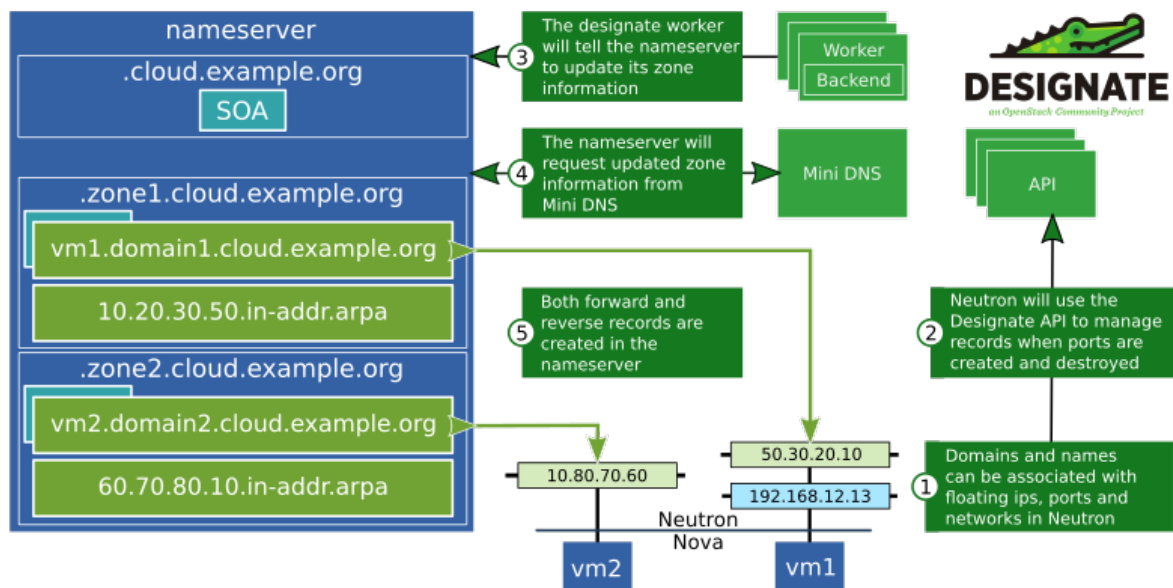 nameserver
.cloud.example.org
SOA
.zone1.cloud.example.org
vm1.domain1.cloud.example.org
10.20.30.50.in-addr.arpa
.zone2.cloud.example.org
vm2.domain2.cloud.example.org
60.70.80.10.in-addr.arpa
3
The designate worker
will tell the nameserver
to update its zone
information
Worker
Backend
DESIGNATE
an OpenStack Community Project
4
The nameserver will
request updated zone
information from
Mini DNS
Mini DNS
API
5
Both forward and
reverse records are
created in the
nameserver
2
Neutron will use the
Designate API to manage
records when ports are
created and destroyed
1
Domains and names
can be associated with
floating ips, ports and
networks in Neutron
10.80.70.60
50.30.20.10
192.168.12.13
Neutron
Nova
vm2
vm1